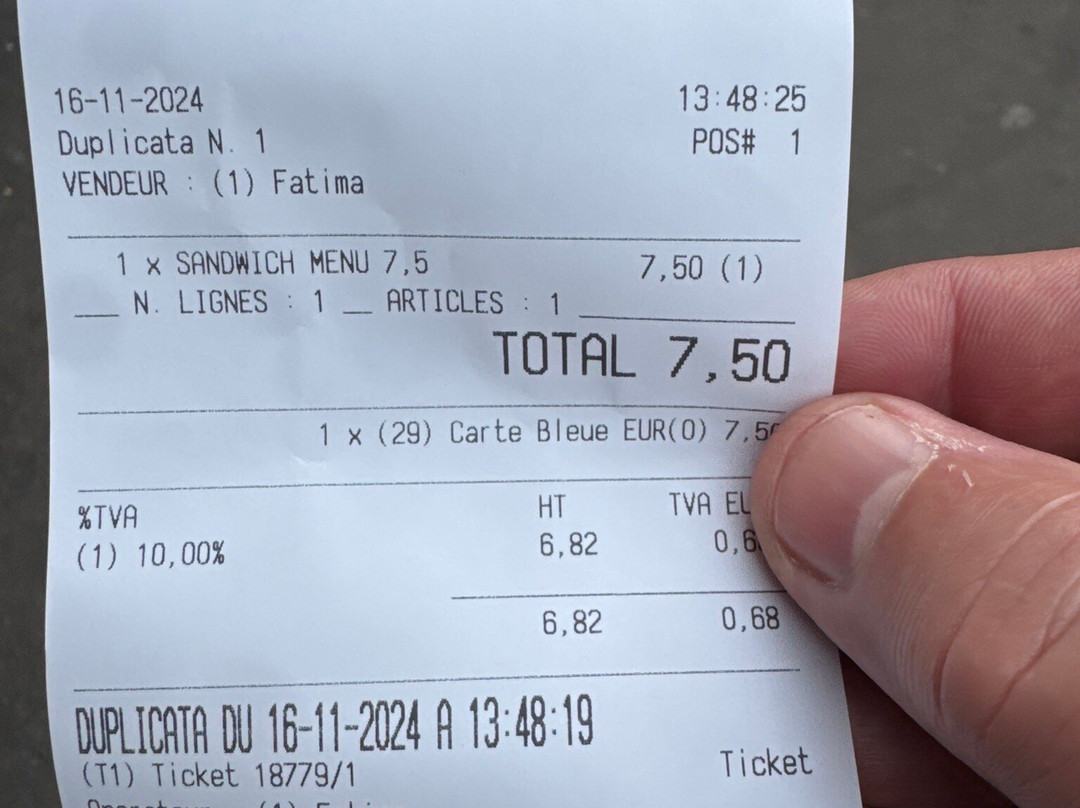 16-11-2024 13:48:25
Duplicata N. 1 POS# 1
VENDEUR : (1) Fatima
1 x SANDWICH MENU 7,5 7,50 (1)
N. LIGNES : 1 __ ARTICLES : 1
TOTAL 7,50
1 x (29) Carte Bleue EUR(0)
%TVA HT TVA
(1) 10,00% 6,82
6,82 0,68
DUPLICATA DU 16-11-2024 A 13:48:19
(T1) Ticket 18779/1 Ticket